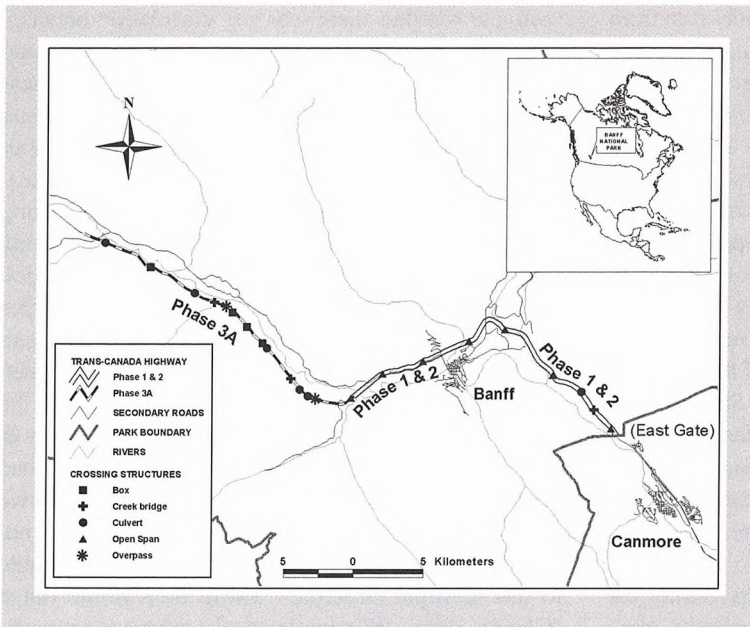 N
BANFF
NATIONAL
PARK
Phase 3A
Phase 1 & 2
Phase 1 & 2
Banff
(East Gate)
Canmore
TRANS-CANADA HIGHWAY
Phase 1 & 2
Phase 3A
SECONDARY ROADS
PARK BOUNDARY
RIVERS
CROSSING STRUCTURES
Box
Creek bridge
Culvert
Open Span
Overpass
5 0 5 Kilometers